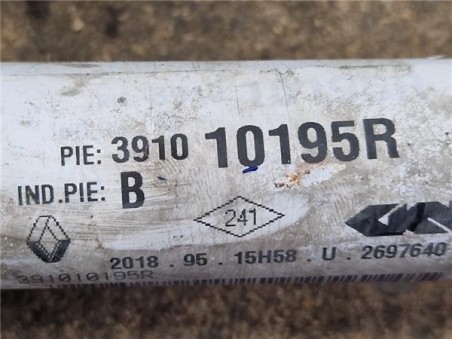 PIE: 3910 10195R
IND.PIE: B
241
2018 . 95 . 15H58 . U . 2697640
391010195R